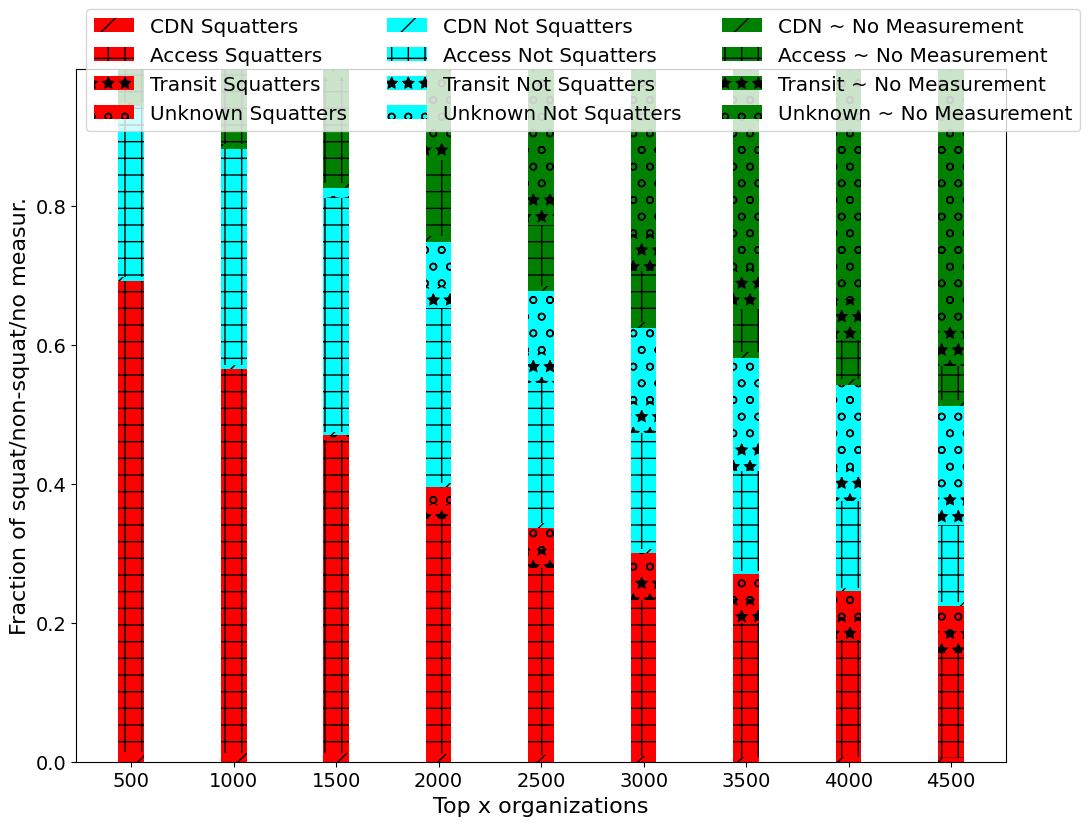 CDN Squatters
Access Squatters
Transit Squatters
Unknown Squatters
CDN Not Squatters
Access Not Squatters
Transit Not Squatters
Unknown Not Squatters
CDN ~ No Measurement
Access ~ No Measurement
Transit ~ No Measurement
Unknown ~ No Measurement
Fraction of squat/non-squat/no measur.
0.8
0.6
0.4
0.2
0.0
500 1000 1500 2000 2500 3000 3500 4000 4500
Top x organizations